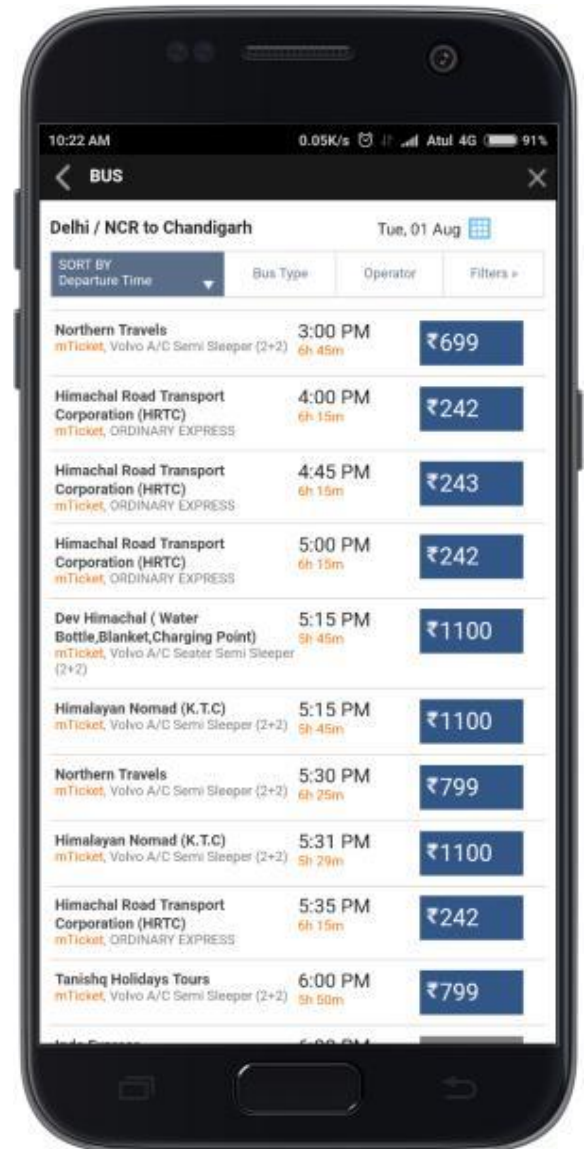 10:22 AM 0.05K/s Atul 4G 91%
BUS
Delhi / NCR to Chandigarh Tue, 01 Aug
SORT BY
Departure Time Bus Type Operator Filters »
Northern Travels 3:00 PM ₹699
mTicket, Volvo A/C Semi Sleeper (2+2) 6h 45m
Himachal Road Transport 4:00 PM ₹242
Corporation (HRTC) 6h 15m
mTicket, ORDINARY EXPRESS
Himachal Road Transport 4:45 PM ₹243
Corporation (HRTC) 6h 15m
mTicket, ORDINARY EXPRESS
Himachal Road Transport 5:00 PM ₹242
Corporation (HRTC) 6h 15m
mTicket, ORDINARY EXPRESS
Dev Himachal ( Water 5:15 PM ₹1100
Bottle,Blanket,Charging Point) 5h 45m
mTicket, Volvo A/C Seater Semi Sleeper
(2+2)
Himalayan Nomad (K.T.C) 5:15 PM ₹1100
mTicket, Volvo A/C Semi Sleeper (2+2) 5h 45m
Northern Travels 5:30 PM ₹799
mTicket, Volvo A/C Semi Sleeper (2+2) 6h 25m
Himalayan Nomad (K.T.C) 5:31 PM ₹1100
mTicket, Volvo A/C Semi Sleeper (2+2) 5h 29m
Himachal Road Transport 5:35 PM ₹242
Corporation (HRTC) 6h 15m
mTicket, ORDINARY EXPRESS
Tanishq Holidays Tours 6:00 PM ₹799
mTicket, Volvo A/C Semi Sleeper (2+2) 5h 50m